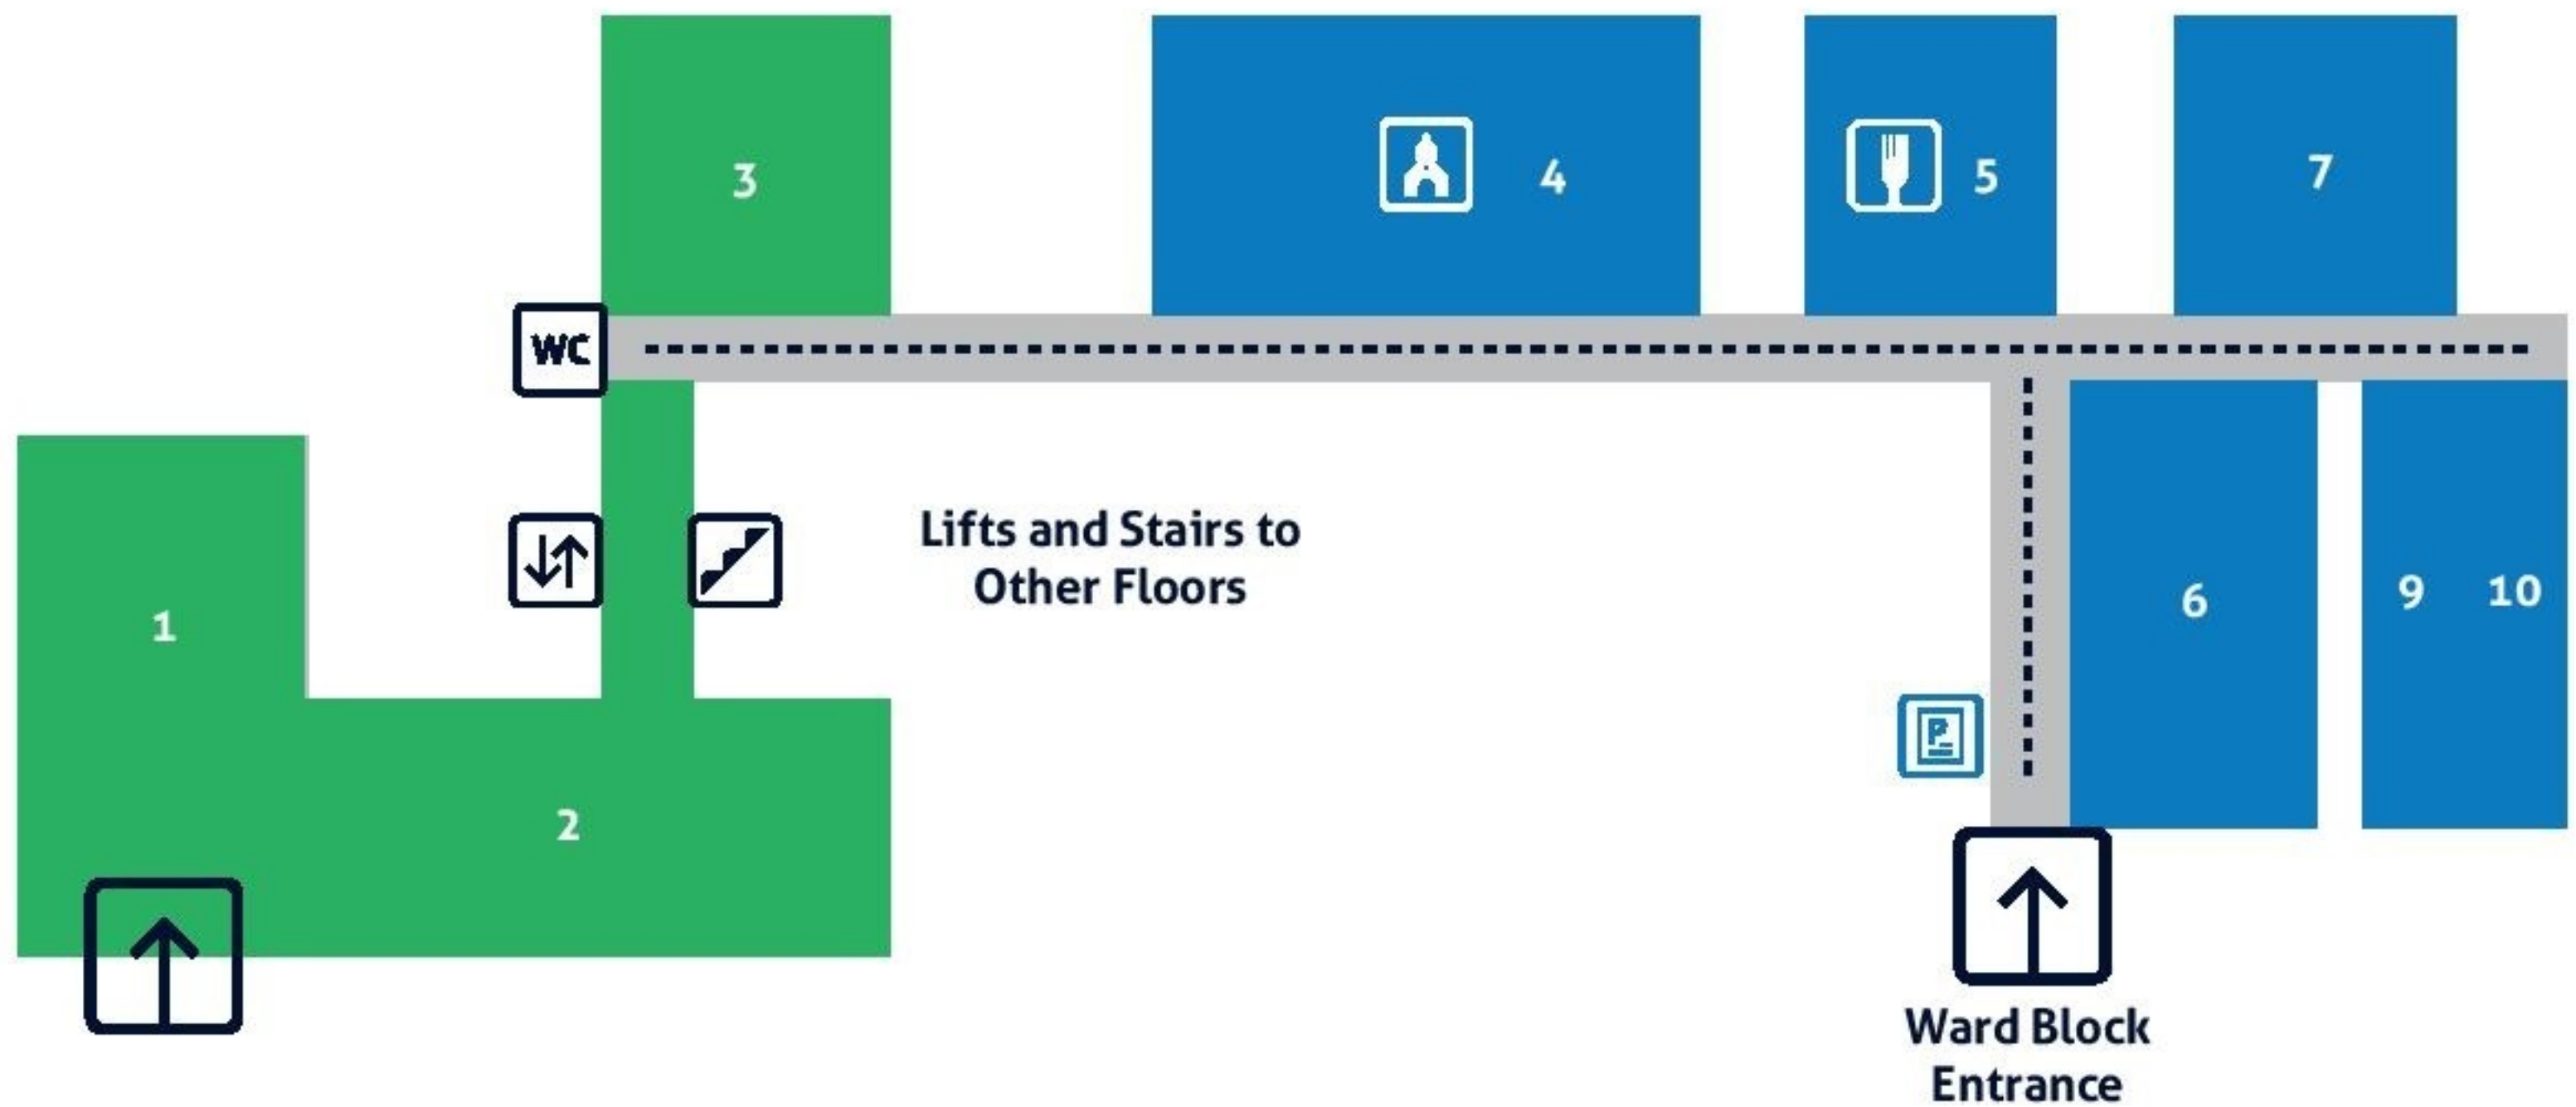 3
4
5
7
WC
1
Lifts and Stairs to
Other Floors
6
9 10
P
2
Ward Block
Entrance